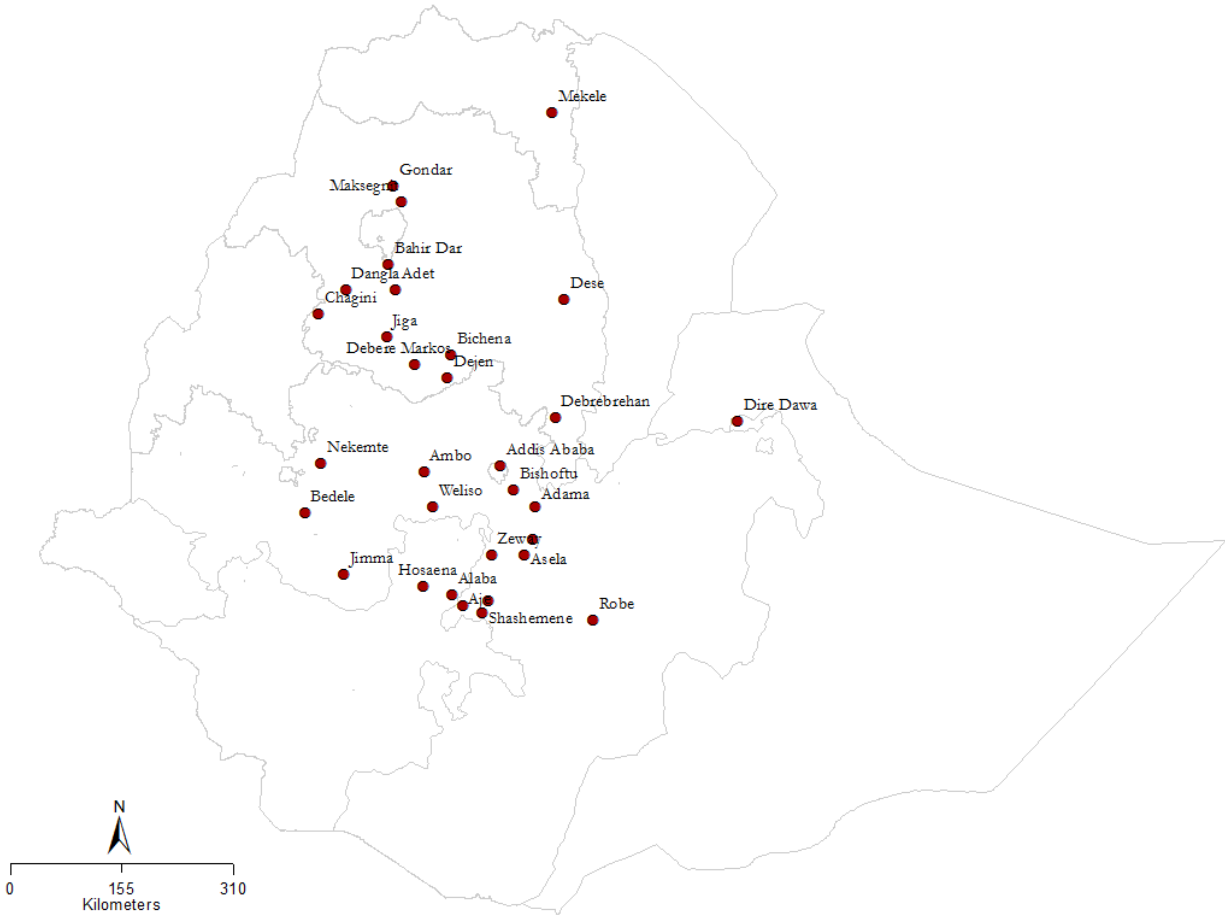 Mekele
Gondar
Maksegnit
Bahir Dar
Dangla
Adet
Chagini
Dese
Jiga
Bichena
Debere Markos
Dejen
Debrebrehan
Dire Dawa
Nekemte
Ambo
Addis Ababa
Bishoftu
Bedele
Weliso
Adama
Zeway
Asela
Jimma
Hosaena
Alaba
Shashemene
Robe
N
0 155 310
Kilometers